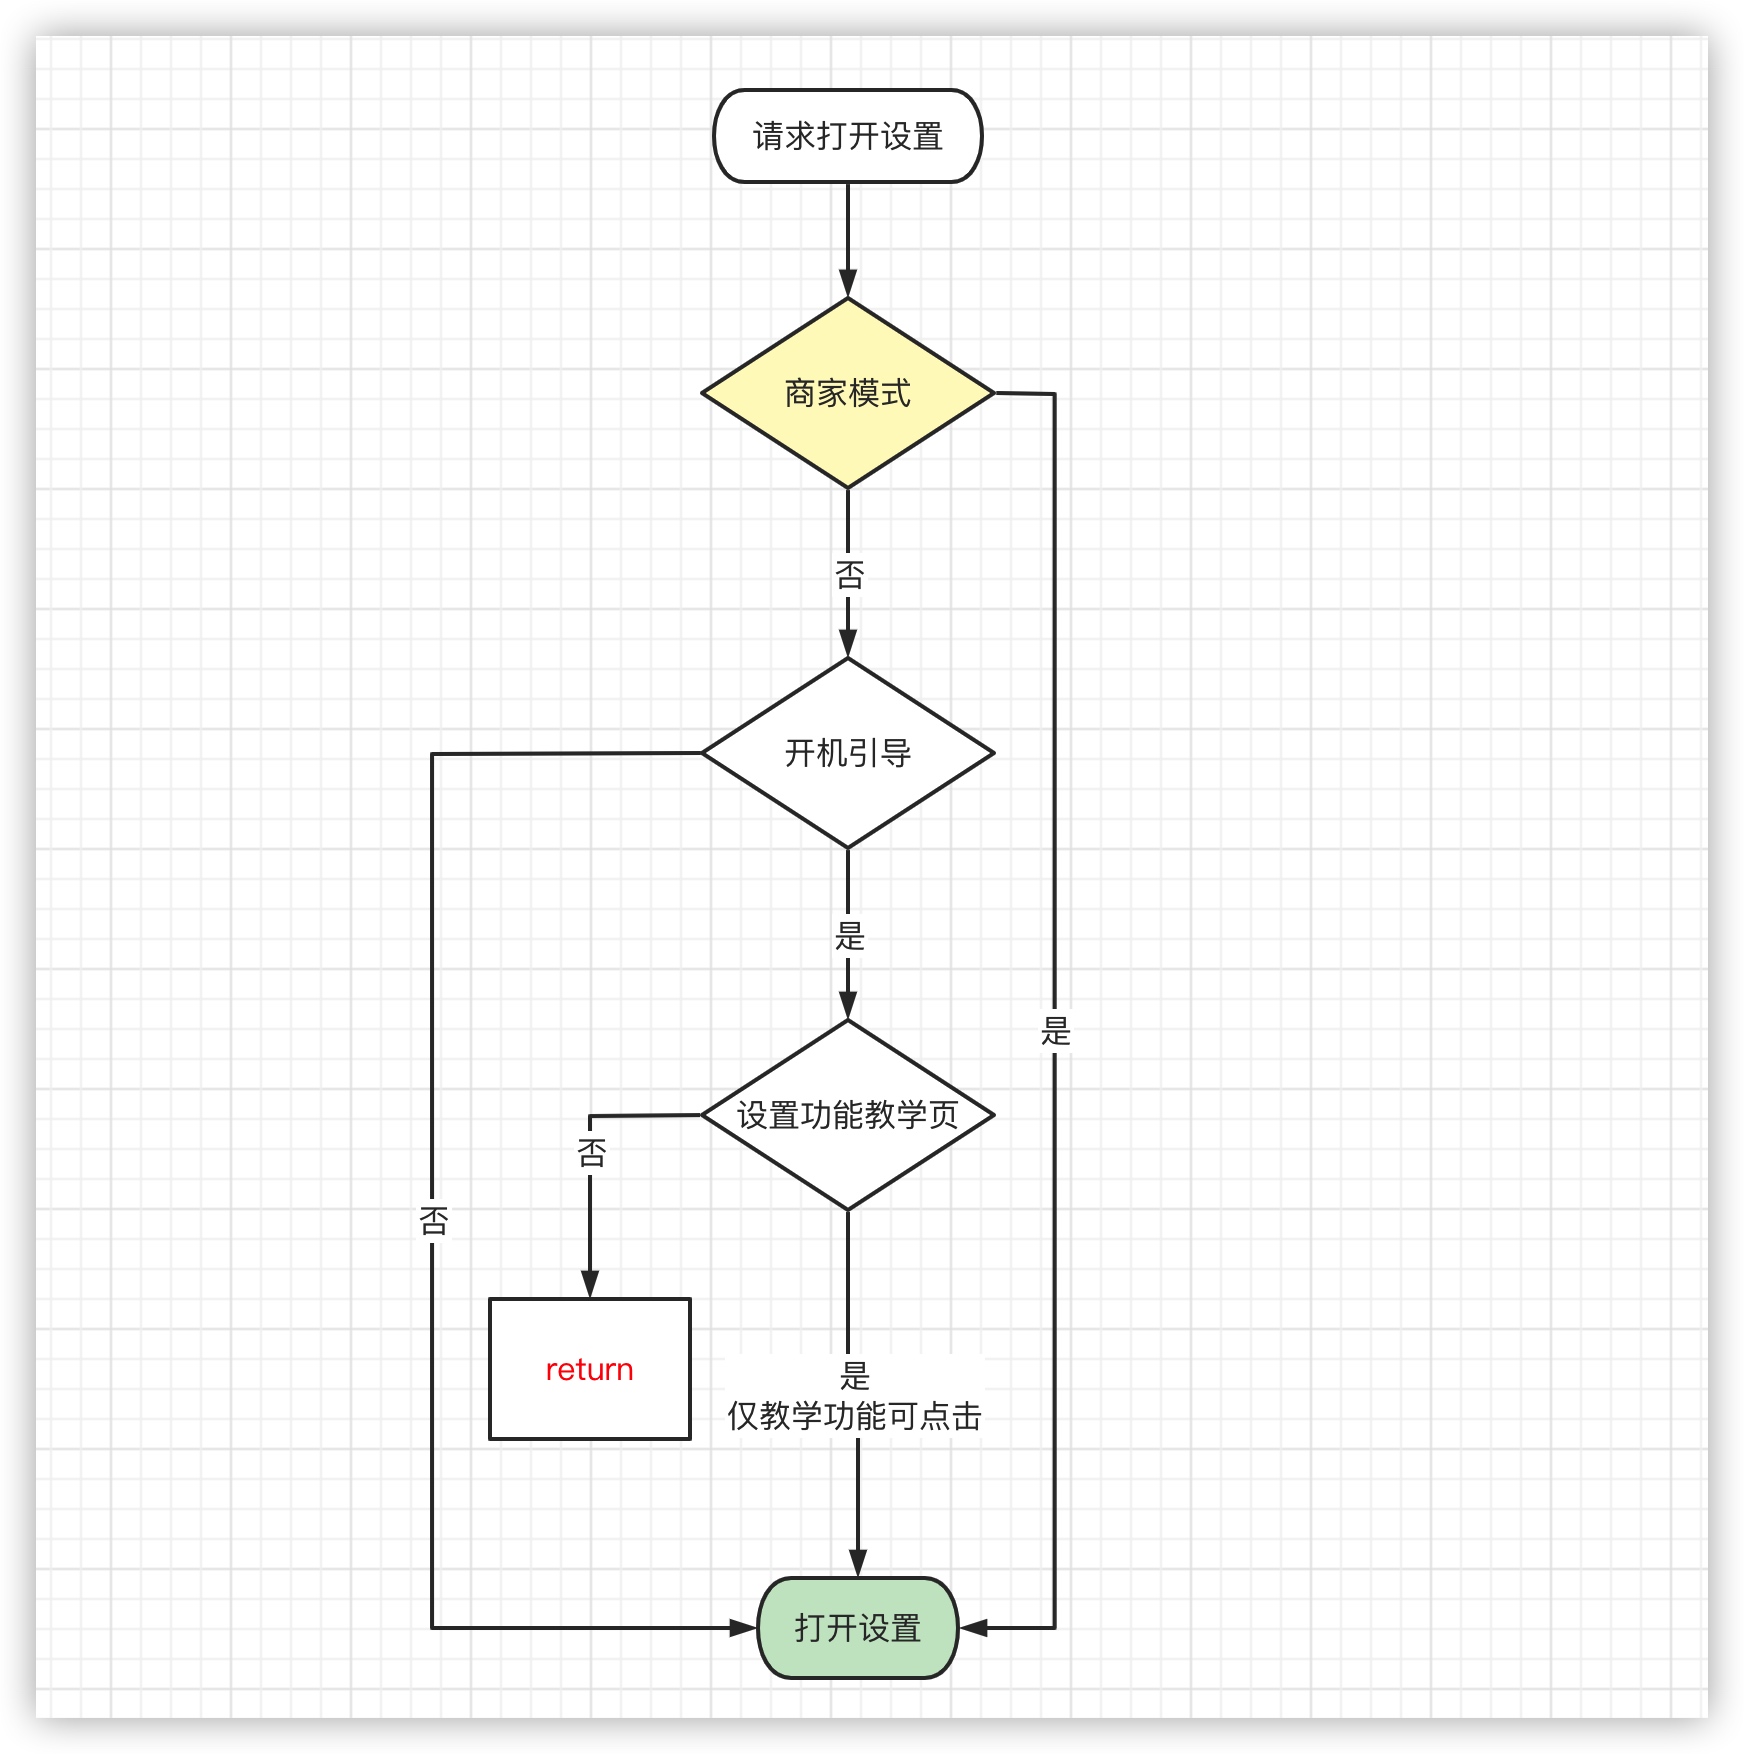 请求打开设置
商家模式
否
开机引导
是
是
设置功能教学页
否
否
return
是
仅教学功能可点击
打开设置